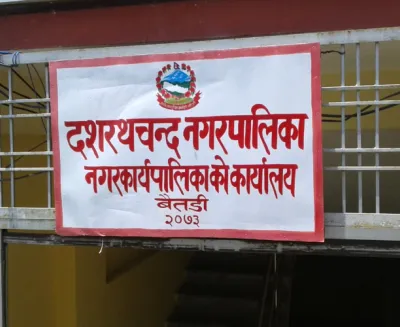 दशरथचन्द नगरपालिका
नगरकार्यपालिकाको कार्यालय
बैतडी
२०७३